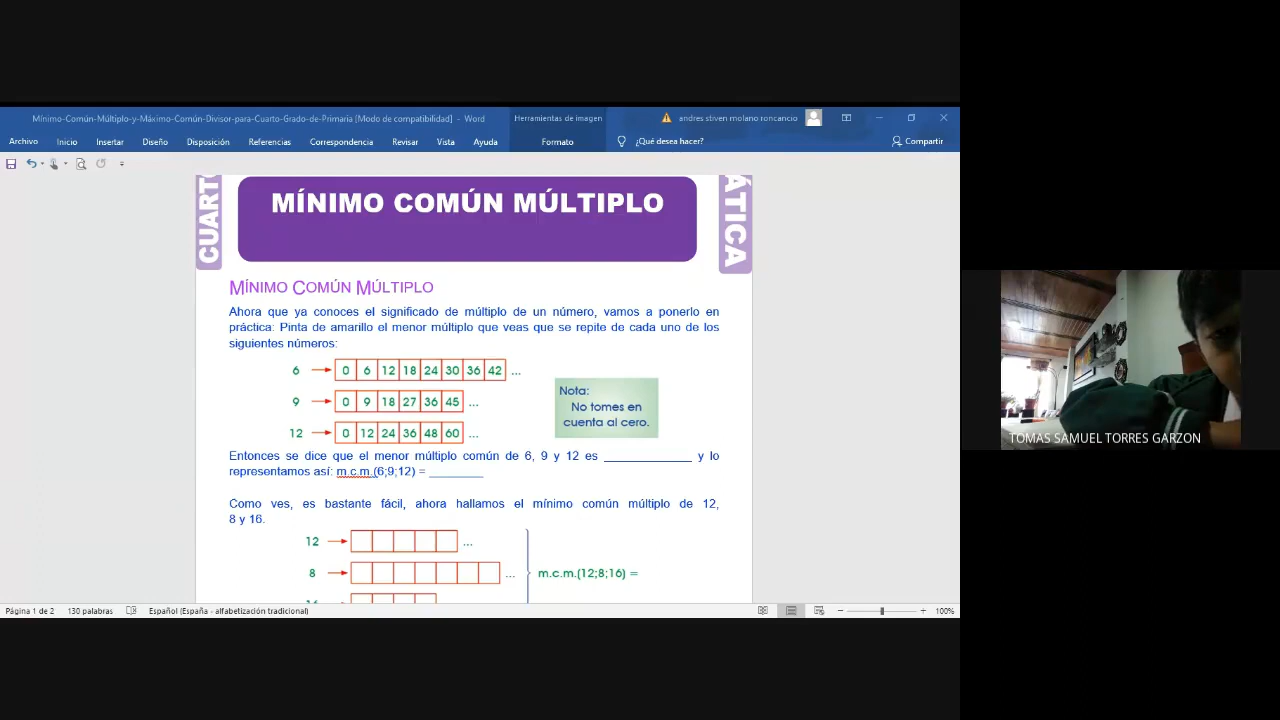 Mínimo-Común-Múltiplo-y-Máximo-Común-Divisor-para-Cuarto-Grado-de-Primaria [Modo de compatibilidad] - Word
Herramientas de imagen
andres stiven molano roncancio
Archivo Inicio Insertar Diseño Disposición Referencias Correspondencia Revisar Vista Ayuda Formato ¿Qué desea hacer? Compartir
CUARTO
MÍNIMO COMÚN MÚLTIPLO
ÁTICA
MÍNIMO COMÚN MÚLTIPLO
Ahora que ya conoces el significado de múltiplo de un número, vamos a ponerlo en
práctica: Pinta de amarillo el menor múltiplo que veas que se repite de cada uno de los
siguientes números:
6 → 0 6 12 18 24 30 36 42 ...
9 → 0 9 18 27 36 45 ...
12 → 0 12 24 36 48 60 ...
Nota:
No tomes en
cuenta al cero.
Entonces se dice que el menor múltiplo común de 6, 9 y 12 es _____________ y lo
representamos así: m.c.m.(6;9;12) = ________
Como ves, es bastante fácil, ahora hallamos el mínimo común múltiplo de 12,
8 y 16.
12 → ...
8 → ...
m.c.m.(12;8;16) =
TOMAS SAMUEL TORRES GARZON
Página 1 de 2 130 palabras Español (España - alfabetización tradicional) 100%